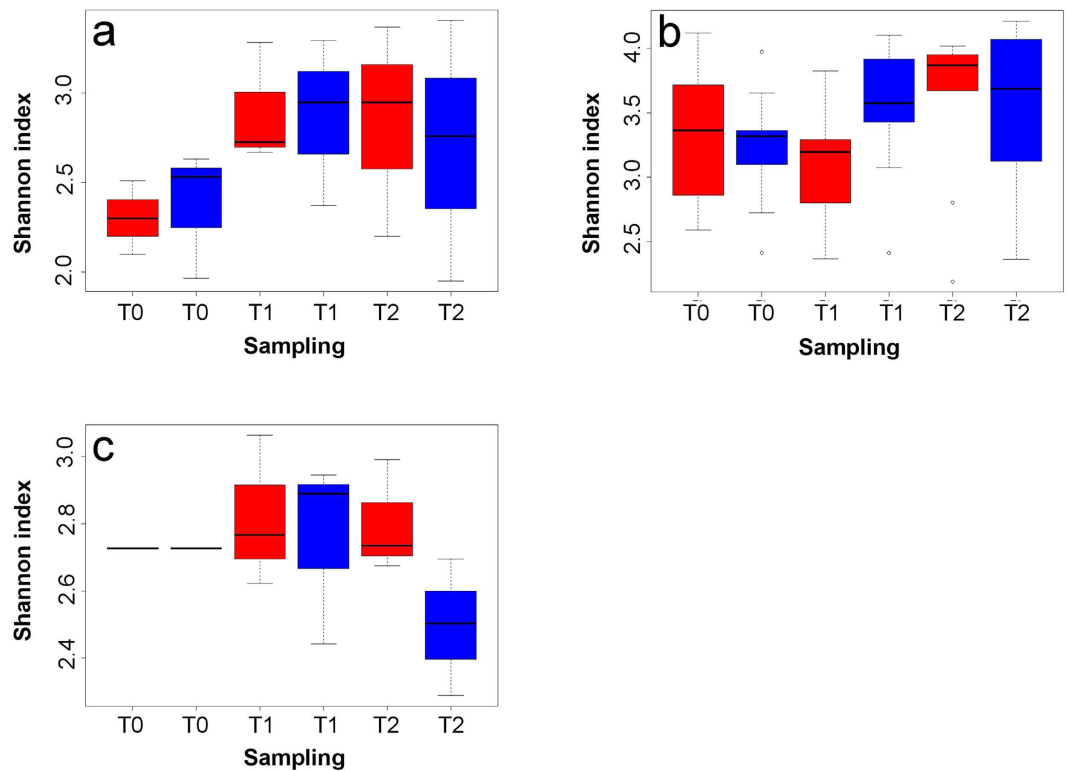 a
Shannon index
3.0
2.5
2.0
T0 T0 T1 T1 T2 T2
Sampling
b
Shannon index
4.0
3.5
3.0
2.5
T0 T0 T1 T1 T2 T2
Sampling
c
Shannon index
3.0
2.8
2.6
2.4
T0 T0 T1 T1 T2 T2
Sampling